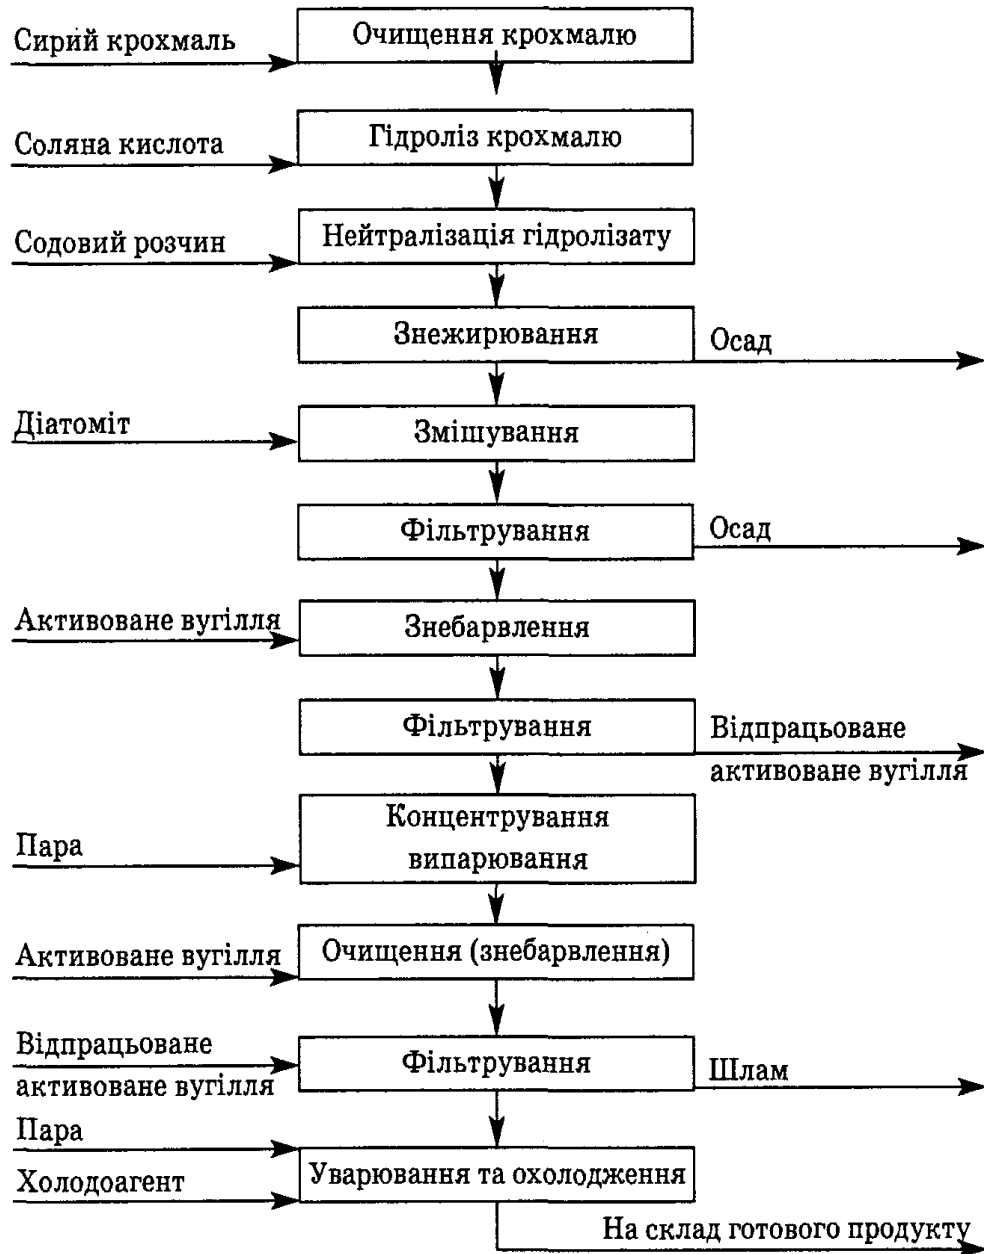 Сирий крохмаль
Очищення крохмалю
Соляна кислота
Гідроліз крохмалю
Содовий розчин
Нейтралізація гідролізату
Знежирювання
Осад
Діатоміт
Змішування
Фільтрування
Осад
Активоване вугілля
Знебарвлення
Фільтрування
Відпрацьоване
активоване вугілля
Концентрування
випарювання
Пара
Активоване вугілля
Очищення (знебарвлення)
Відпрацьоване
активоване вугілля
Фільтрування
Шлам
Пара
Холодоагент
Уварювання та охолодження
На склад готового продукту